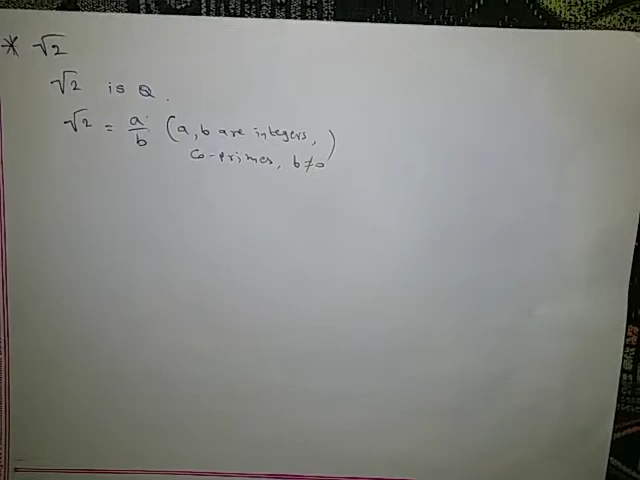 * √2
√2 is Q.
√2 = a/b (a, b are integers,
co-primes, b≠0)